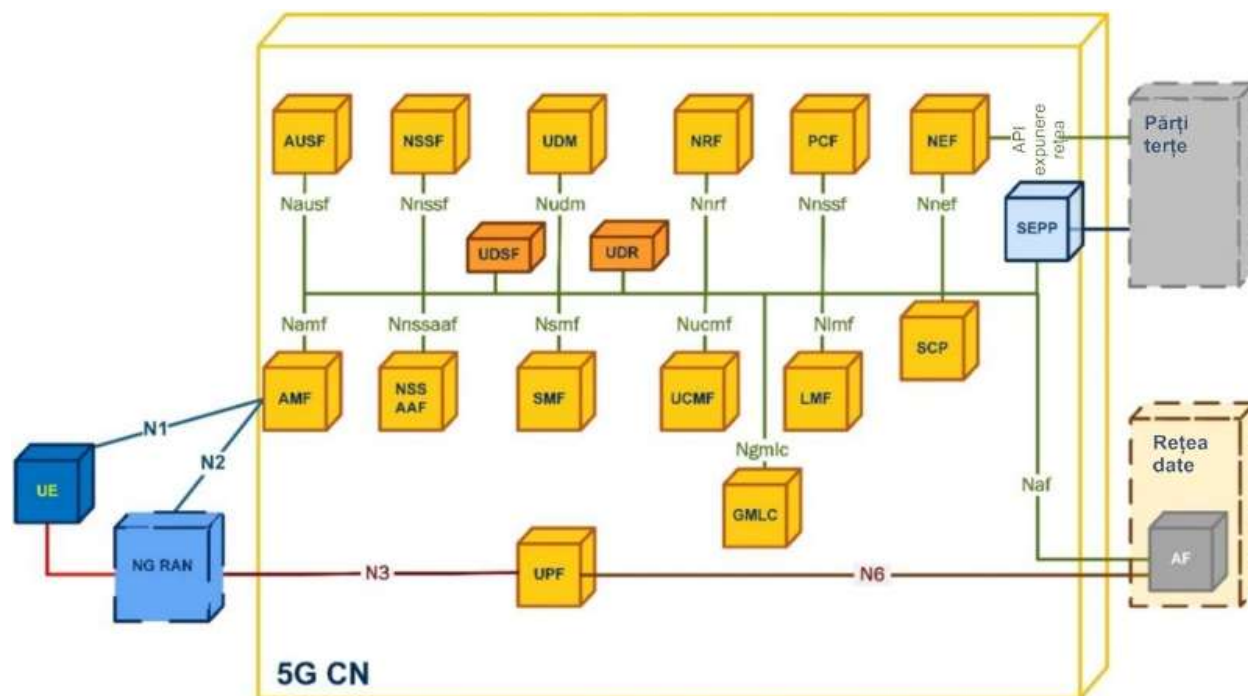 AUSF
NSSF
UDM
NRF
PCF
NEF
API
expunere
rețea
Părți
terțe
Nausf
Nnssf
Nudm
Nnrf
Nnssf
Nnef
SEPP
UDSF
UDR
Namf
Nnssaaf
Nsmf
Nucmf
Nlmf
SCP
AMF
NSS
AAF
SMF
UCMF
LMF
N1
N2
Ngmlc
Rețea
date
UE
Naf
GMLC
NG RAN
N3
UPF
N6
AF
5G CN